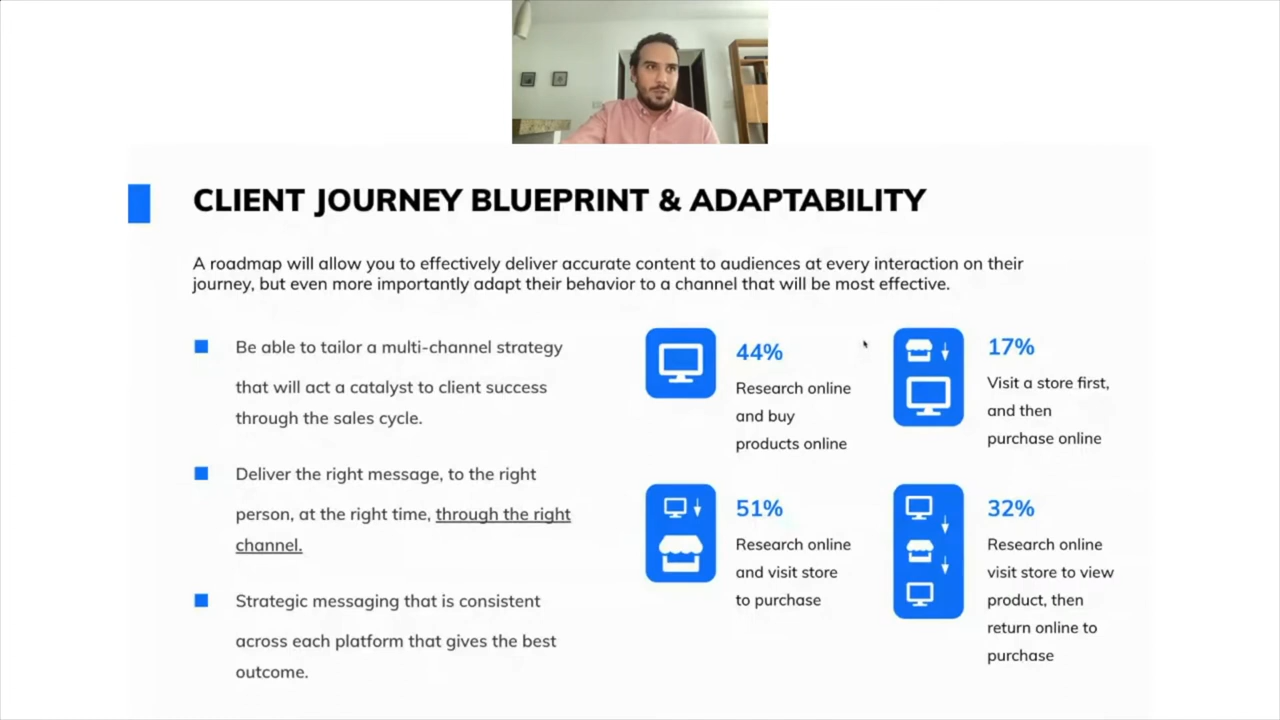 CLIENT JOURNEY BLUEPRINT & ADAPTABILITY
A roadmap will allow you to effectively deliver accurate content to audiences at every interaction on their
journey, but even more importantly adapt their behavior to a channel that will be most effective.
Be able to tailor a multi-channel strategy
that will act a catalyst to client success
through the sales cycle.
Deliver the right message, to the right
person, at the right time, through the right
channel.
Strategic messaging that is consistent
across each platform that gives the best
outcome.
44%
Research online
and buy
products online
17%
Visit a store first,
and then
purchase online
51%
Research online
and visit store
to purchase
32%
Research online
visit store to view
product, then
return online to
purchase